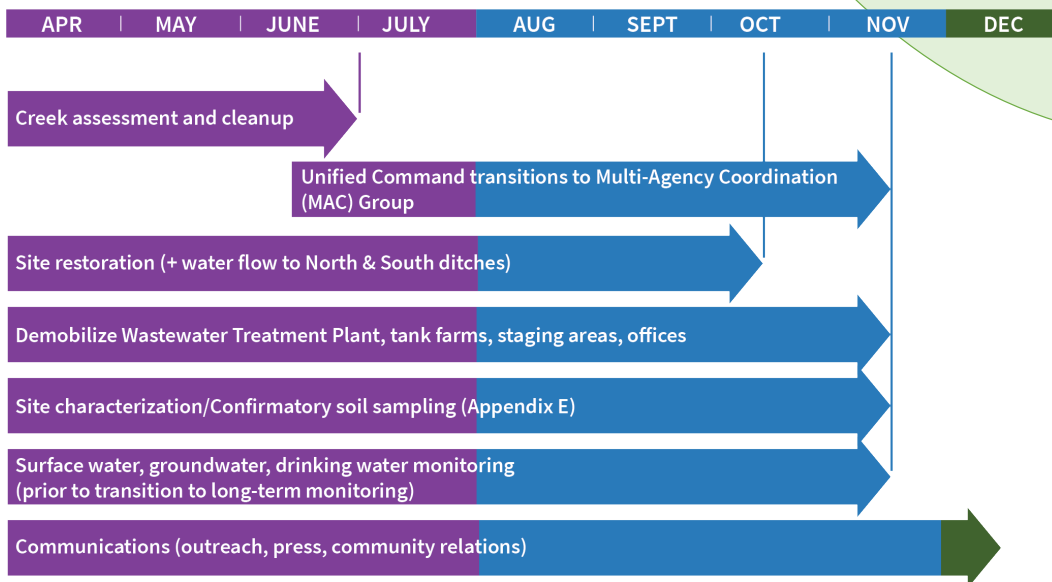 APR MAY JUNE JULY AUG SEPT OCT NOV DEC
Creek assessment and cleanup
Unified Command transitions to Multi-Agency Coordination
(MAC) Group
Site restoration (+ water flow to North & South ditches)
Demobilize Wastewater Treatment Plant, tank farms, staging areas, offices
Site characterization/Confirmatory soil sampling (Appendix E)
Surface water, groundwater, drinking water monitoring
(prior to transition to long-term monitoring)
Communications (outreach, press, community relations)